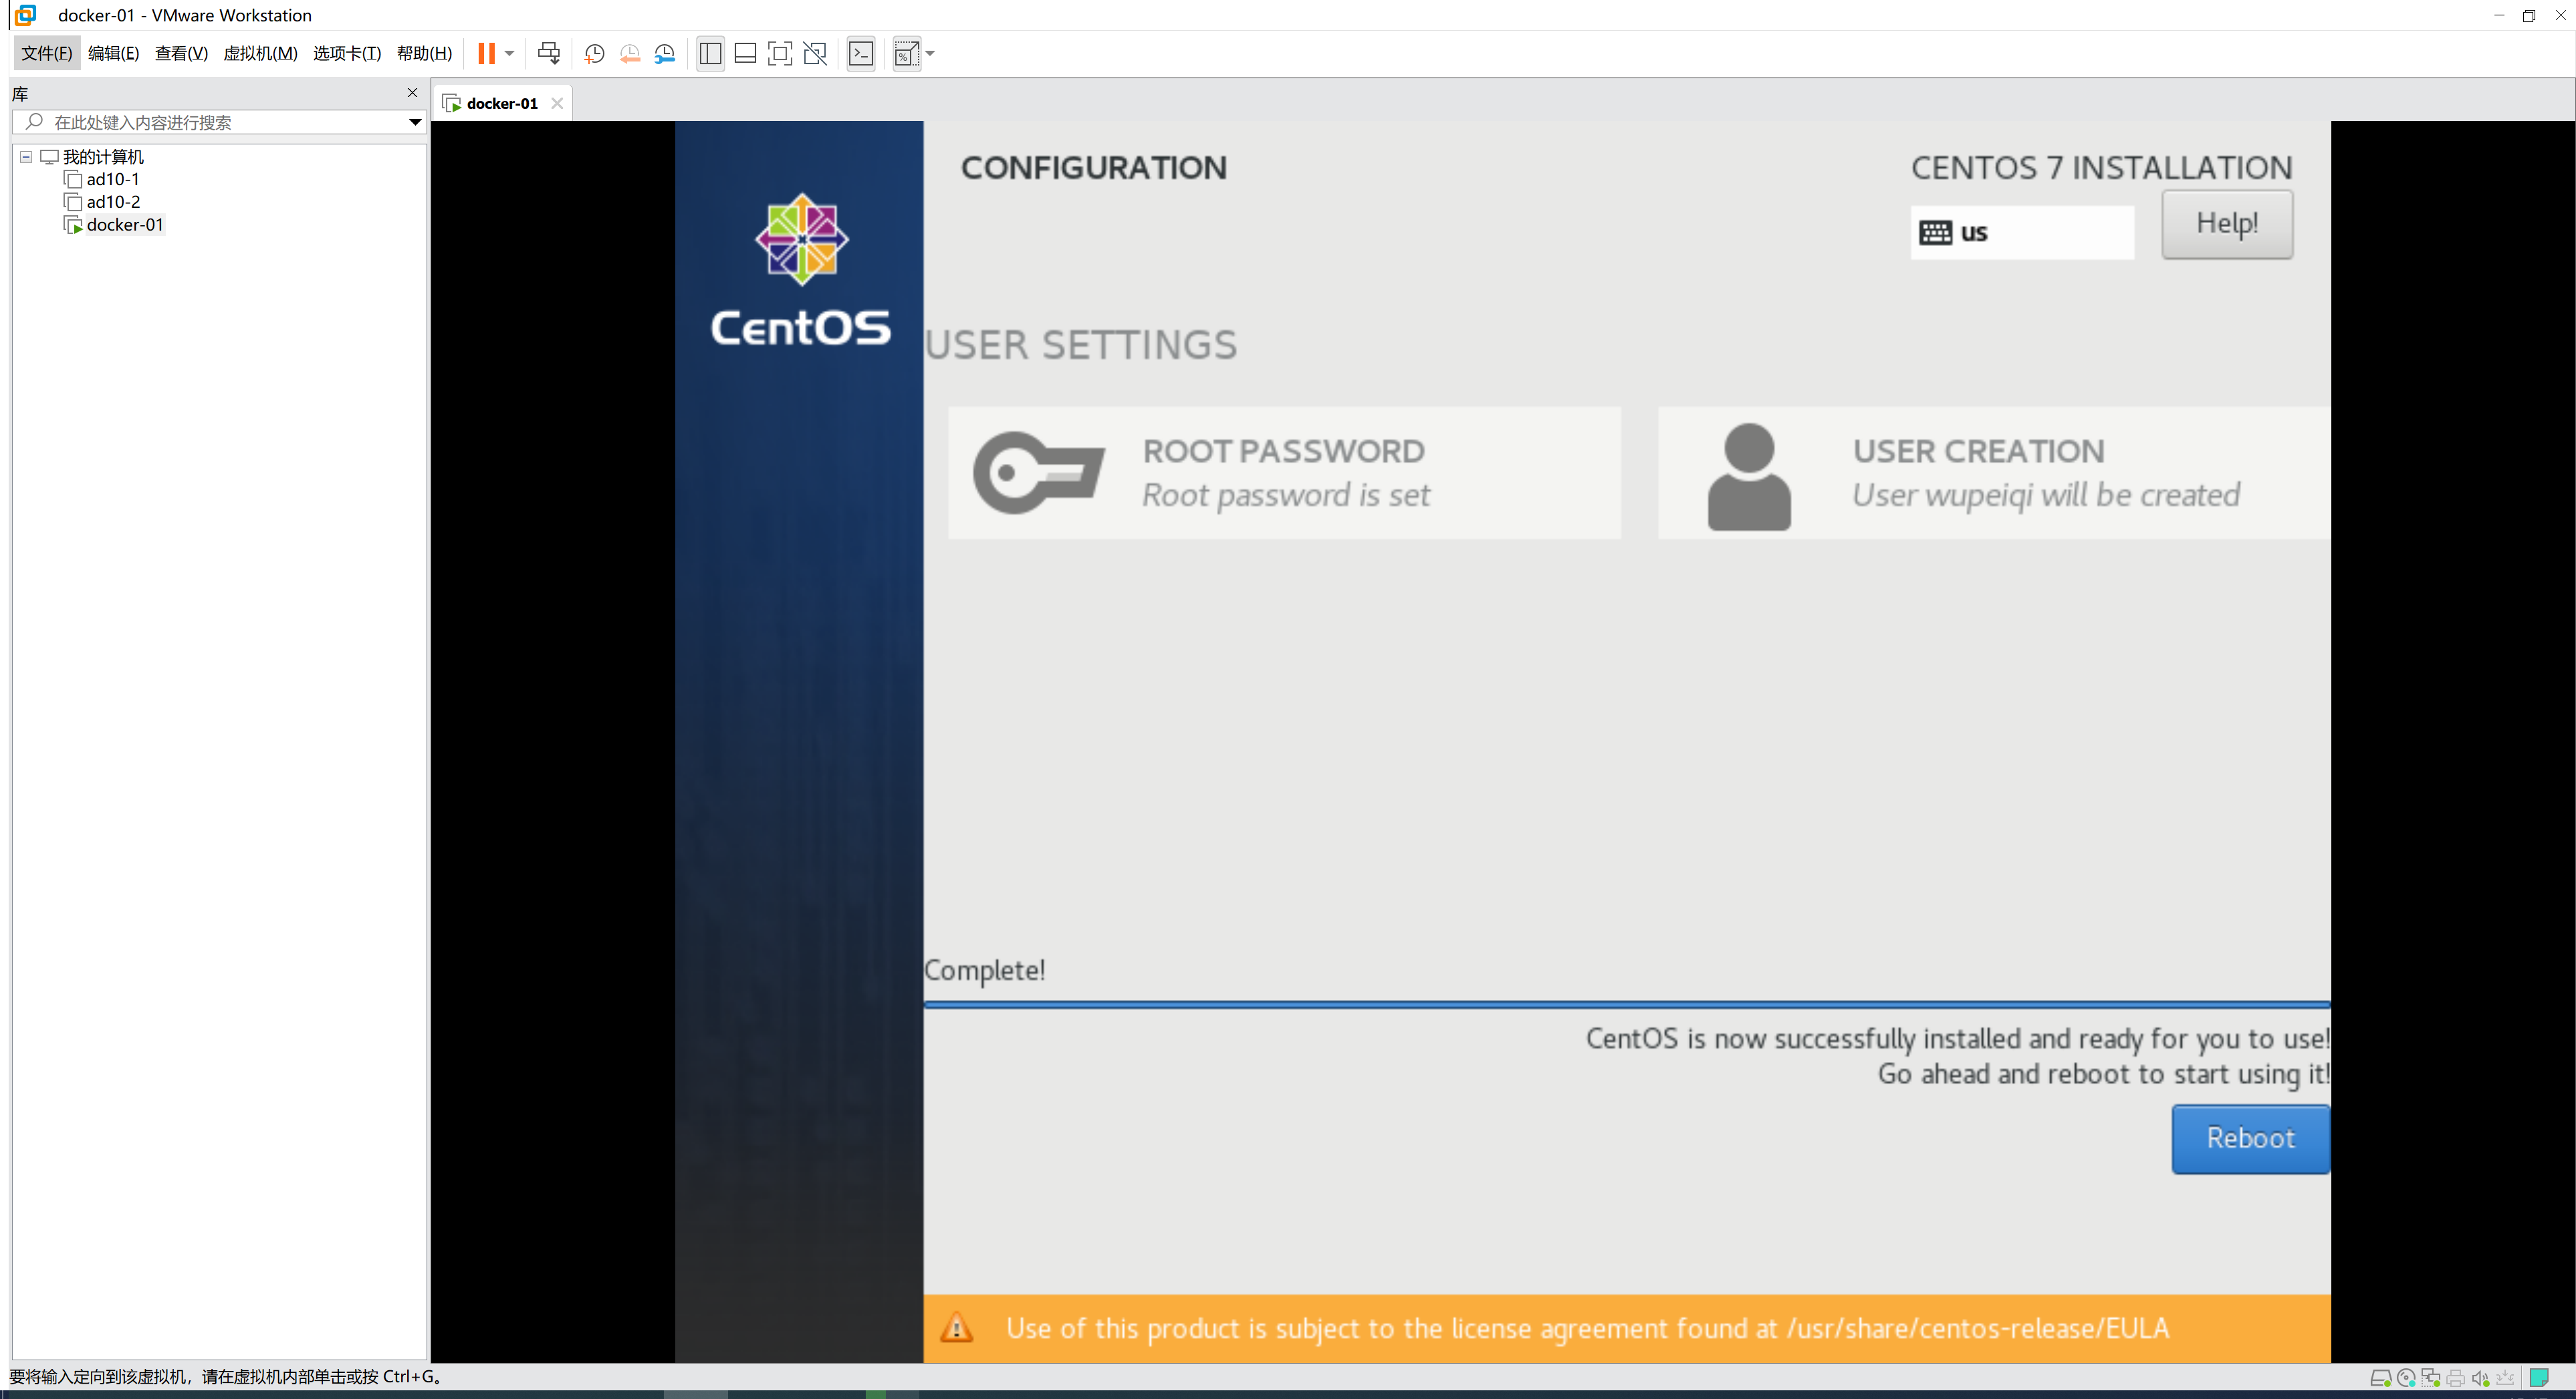 docker-01 - VMware Workstation
文件(F) 编辑(E) 查看(V) 虚拟机(M) 选项卡(T) 帮助(H)
库
在此处键入内容进行搜索
我的计算机
ad10-1
ad10-2
docker-01
docker-01
CentOS
CONFIGURATION
CENTOS 7 INSTALLATION
us
Help!
USER SETTINGS
ROOT PASSWORD
Root password is set
USER CREATION
User wupeiqi will be created
Complete!
CentOS is now successfully installed and ready for you to use!
Go ahead and reboot to start using it!
Reboot
Use of this product is subject to the license agreement found at /usr/share/centos-release/EULA
要将输入定向到该虚拟机，请在虚拟机内部单击或按 Ctrl+G。